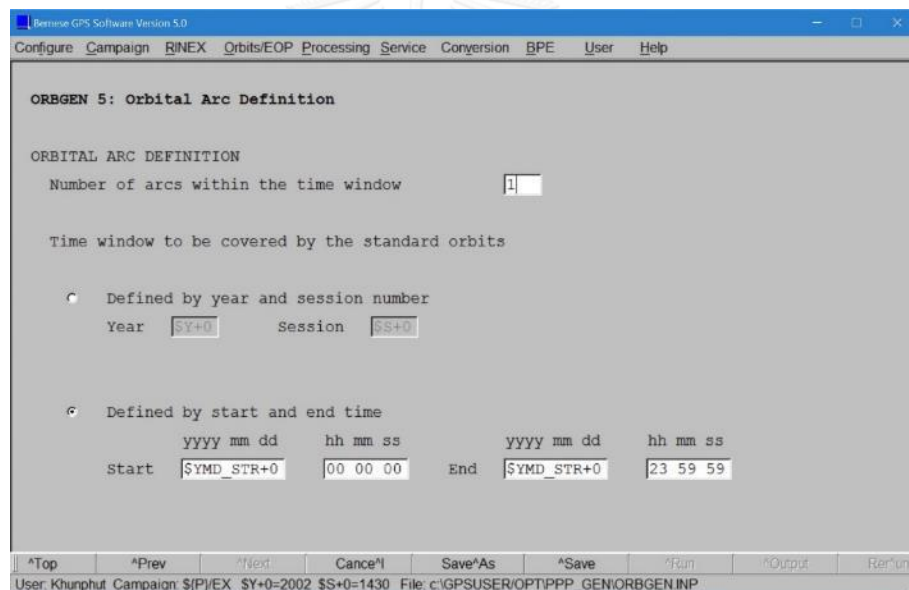 Bernese GPS Software Version 5.0
Configure Campaign RINEX Orbits/EOP Processing Service Conversion BPE User Help
ORBGEN 5: Orbital Arc Definition
ORBITAL ARC DEFINITION
Number of arcs within the time window 1
Time window to be covered by the standard orbits
Defined by year and session number
Year $Y+0 Session $S+0
Defined by start and end time
yyyy mm dd hh mm ss yyyy mm dd hh mm ss
Start $YMD_STR+0 00 00 00 End $YMD_STR+0 23 59 59
^Top ^Prev ^Next Cance^l Save^As ^Save ^Run ^Output Rer^un
User: Khunphut Campaign: ${P}/EX $Y+0=2002 $S+0=1430 File: c:\GPSUSER/OPT/PPP_GEN/ORBGEN.INP